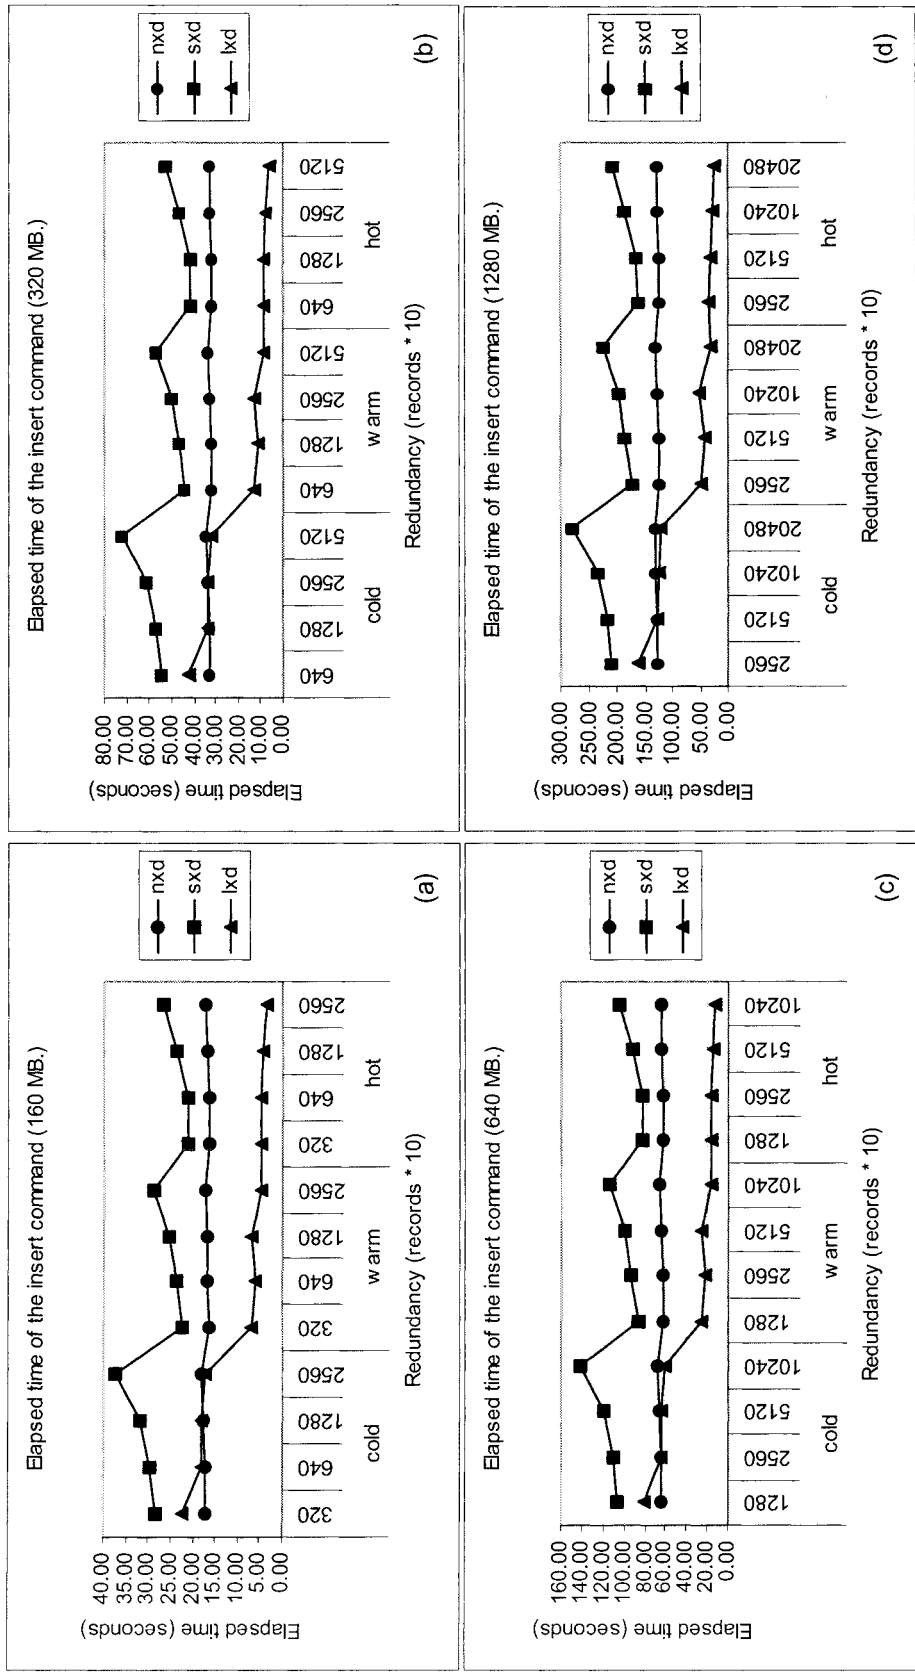 Elapsed time of the insert command (160 MB.)
Elapsed time (seconds)
40.00
35.00
30.00
25.00
20.00
15.00
10.00
5.00
0.00
320 640 1280 2560 320 640 1280 2560 320 640 1280 2560
cold warm hot
Redundancy (records * 10)
nxd
sxd
lxd
(a)
Elapsed time of the insert command (320 MB.)
Elapsed time (seconds)
80.00
70.00
60.00
50.00
40.00
30.00
20.00
10.00
0.00
640 1280 2560 5120 640 1280 2560 5120 640 1280 2560 5120
cold warm hot
Redundancy (records * 10)
nxd
sxd
lxd
(b)
Elapsed time of the insert command (640 MB.)
Elapsed time (seconds)
160.00
140.00
120.00
100.00
80.00
60.00
40.00
20.00
0.00
1280 2560 5120 10240 1280 2560 5120 10240 1280 2560 5120 10240
cold warm hot
Redundancy (records * 10)
nxd
sxd
lxd
(c)
Elapsed time of the insert command (1280 MB.)
Elapsed time (seconds)
300.00
250.00
200.00
150.00
100.00
50.00
0.00
2560 5120 10240 20480 2560 5120 10240 20480 2560 5120 10240 20480
cold warm hot
Redundancy (records * 10)
nxd
sxd
lxd
(d)